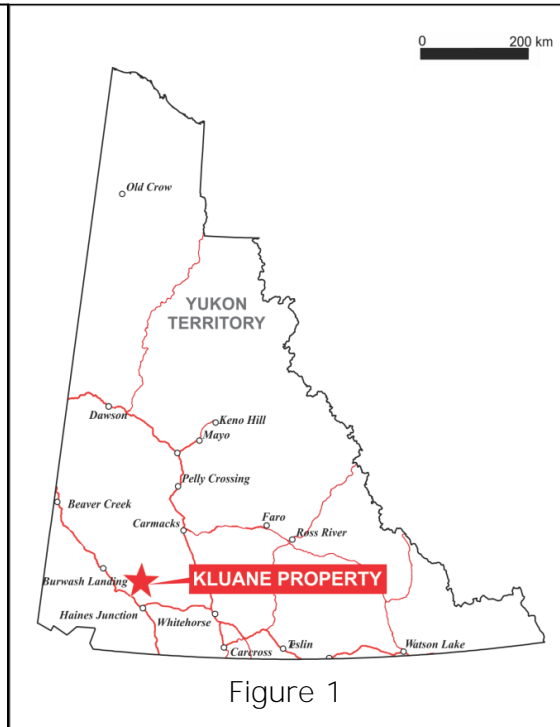 0 200 km
Old Crow
YUKON
TERRITORY
Dawson
Keno Hill
Mayo
Pelly Crossing
Beaver Creek
Carmacks
Faro
Ross River
Burwash Landing
KLUANE PROPERTY
Haines Junction
Whitehorse
Carcross
Teslin
Watson Lake
Figure 1